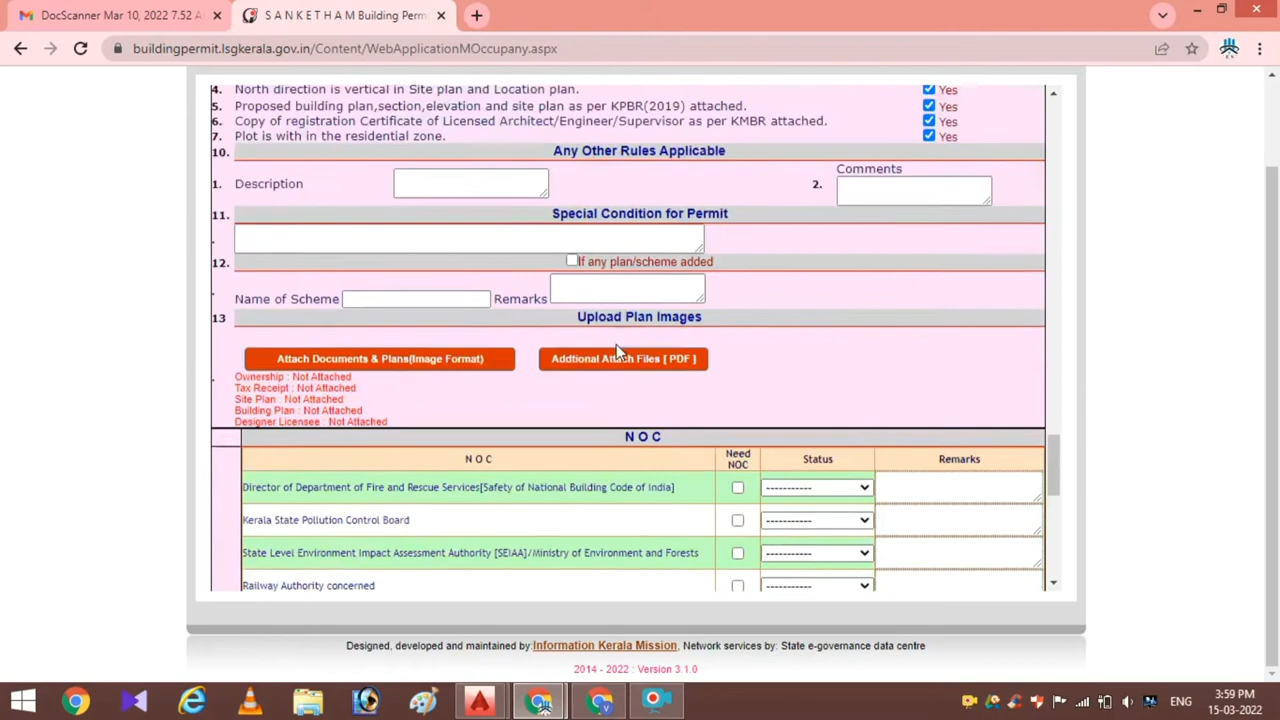 DocScanner Mar 10, 2022 7.52 A
S A N K E T H A M Building Perm
buildingpermit.lsgkerala.gov.in/Content/WebApplicationMOccupany.aspx
4. North direction is vertical in Site plan and Location plan. Yes
5. Proposed building plan,section,elevation and site plan as per KPBR(2019) attached. Yes
6. Copy of registration Certificate of Licensed Architect/Engineer/Supervisor as per KMBR attached. Yes
7. Plot is with in the residential zone. Yes
10. Any Other Rules Applicable
1. Description 2. Comments
11. Special Condition for Permit
12. If any plan/scheme added
Name of Scheme Remarks
13 Upload Plan Images
Attach Documents & Plans(Image Format) Addtional Attach Files [ PDF ]
Ownership : Not Attached
Tax Receipt : Not Attached
Site Plan : Not Attached
Building Plan : Not Attached
Designer Licensee : Not Attached
N O C
N O C Need NOC Status Remarks
Director of Department of Fire and Rescue Services[Safety of National Building Code of India] -----------
Kerala State Pollution Control Board -----------
State Level Environment Impact Assessment Authority [SEIAA]/Ministry of Environment and Forests -----------
Railway Authority concerned -----------
Designed, developed and maintained by:Information Kerala Mission, Network services by: State e-governance data centre
2014 - 2022 : Version 3.1.0
ENG
3:59 PM
15-03-2022